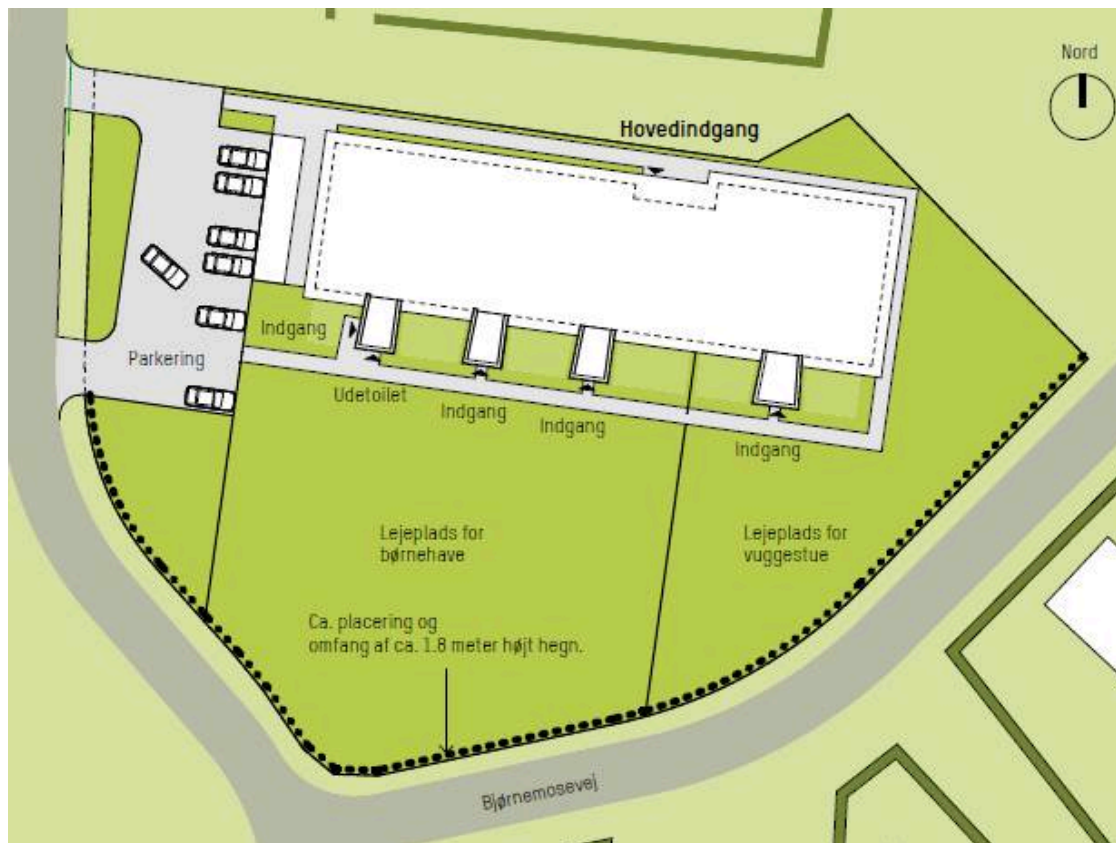 Nord
Hovedindgang
Indgang
Parkering
Udetoilet
Indgang
Indgang
Indgang
Lejeplads for
børnehave
Lejeplads for
vuggestue
Ca. placering og
omfang af ca. 1.8 meter højt hegn.
Bjørnemosevej